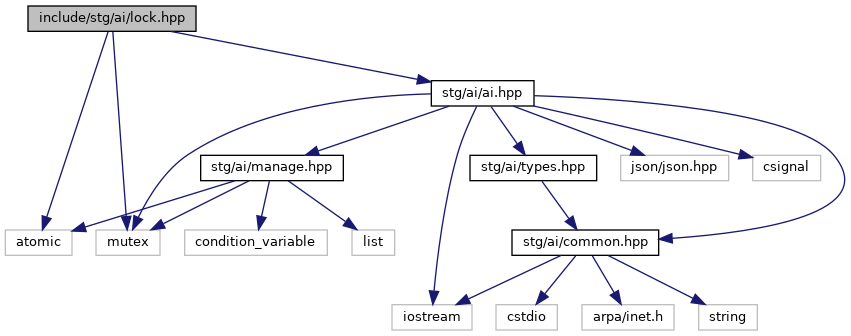 include/stg/ai/lock.hpp
stg/ai/ai.hpp
stg/ai/manage.hpp
stg/ai/types.hpp
json/json.hpp
csignal
atomic
mutex
condition_variable
list
stg/ai/common.hpp
iostream
cstdio
arpa/inet.h
string